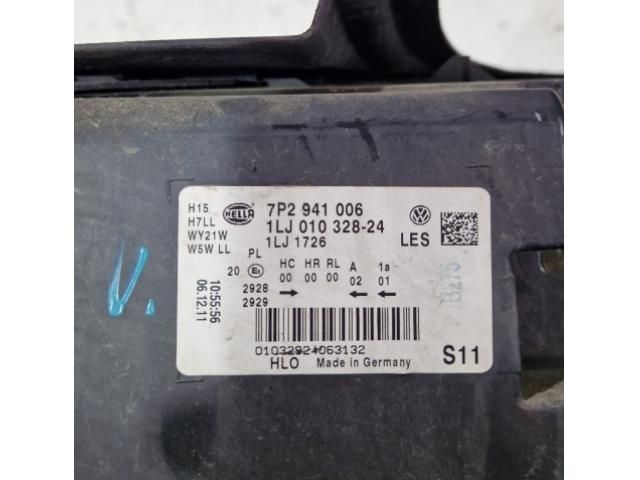 H15
H7LL
WY21W
W5W LL
HELLA
7P2 941 006
1LJ 010 328-24
1LJ 1726
LES
PL
20 E1
HC HR RL A 1a
00 00 00 02 01
2928
2929
10:55:56
06.12.11
01032824063132
HLO Made in Germany
S11
V.